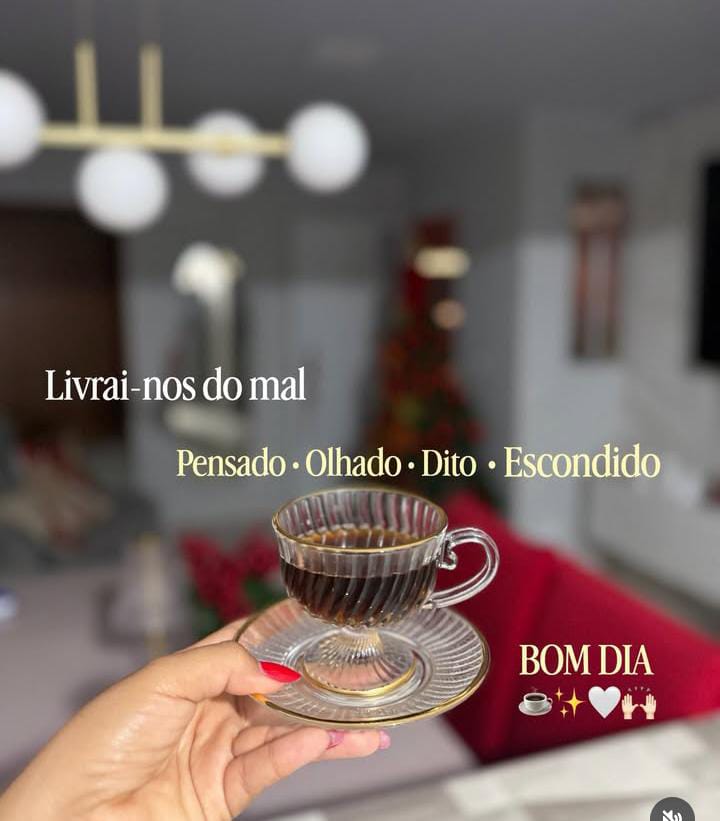 Livrai-nos do mal
Pensado • Olhado • Dito • Escondido
BOM DIA
☕✨🤍🙌🏻